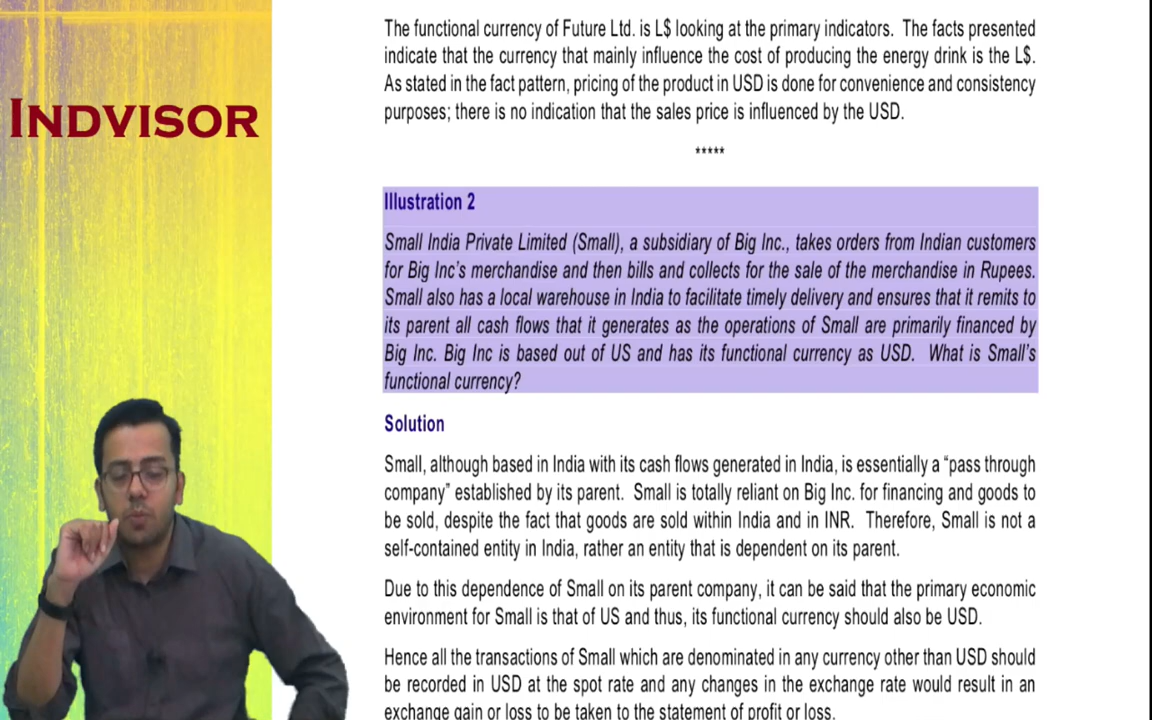 The functional currency of Future Ltd. is L$ looking at the primary indicators. The facts presented
indicate that the currency that mainly influence the cost of producing the energy drink is the L$.
As stated in the fact pattern, pricing of the product in USD is done for convenience and consistency
purposes; there is no indication that the sales price is influenced by the USD.
*****
INDVISOR
Illustration 2
Small India Private Limited (Small), a subsidiary of Big Inc., takes orders from Indian customers
for Big Inc's merchandise and then bills and collects for the sale of the merchandise in Rupees.
Small also has a local warehouse in India to facilitate timely delivery and ensures that it remits to
its parent all cash flows that it generates as the operations of Small are primarily financed by
Big Inc. Big Inc is based out of US and has its functional currency as USD. What is Small's
functional currency?
Solution
Small, although based in India with its cash flows generated in India, is essentially a “pass through
company” established by its parent. Small is totally reliant on Big Inc. for financing and goods to
be sold, despite the fact that goods are sold within India and in INR. Therefore, Small is not a
self-contained entity in India, rather an entity that is dependent on its parent.
Due to this dependence of Small on its parent company, it can be said that the primary economic
environment for Small is that of US and thus, its functional currency should also be USD.
Hence all the transactions of Small which are denominated in any currency other than USD should
be recorded in USD at the spot rate and any changes in the exchange rate would result in an
exchange gain or loss to be taken to the statement of profit or loss.